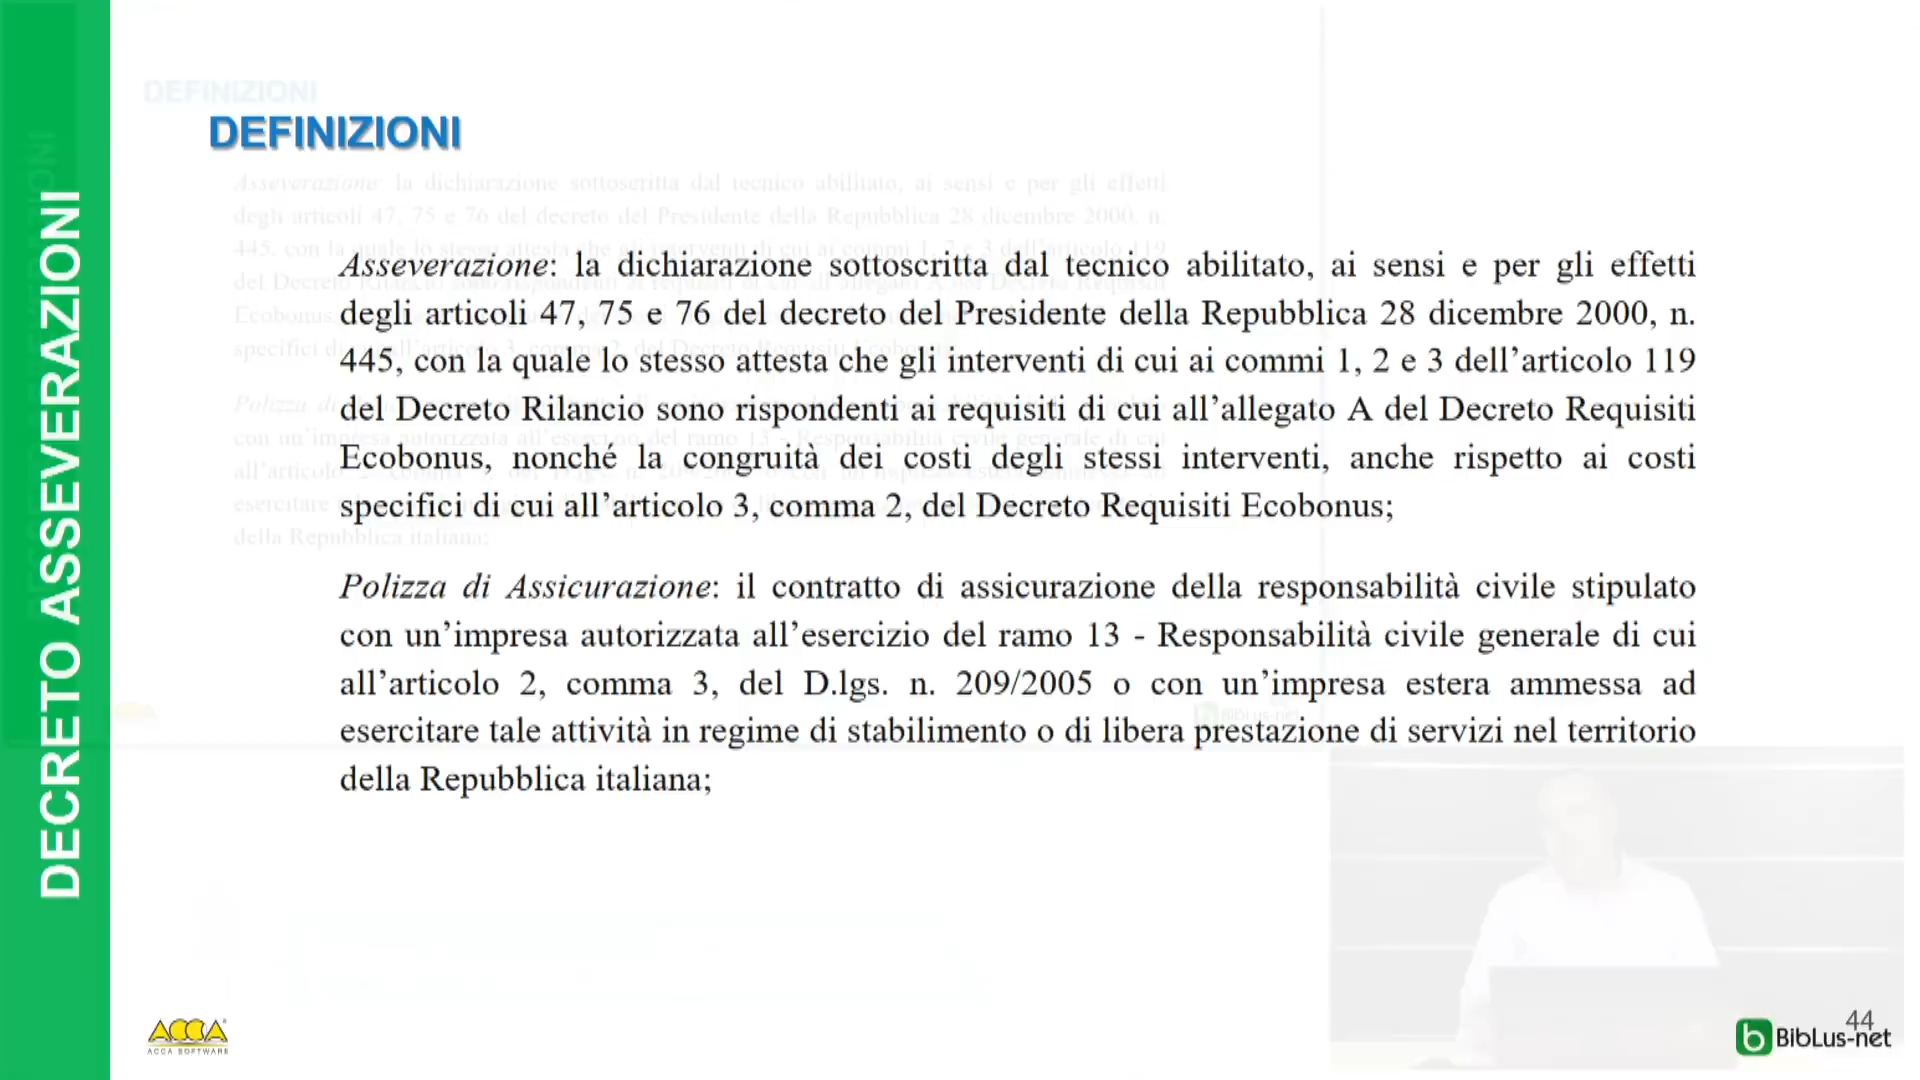 DECRETO ASSEVERAZIONI
DEFINIZIONI
DEFINIZIONI
Asseverazione: la dichiarazione sottoscritta dal tecnico abilitato, ai sensi e per gli effetti
degli articoli 47, 75 e 76 del decreto del Presidente della Repubblica 28 dicembre 2000, n.
445, con la quale lo stesso attesta che gli interventi di cui ai commi 1, 2 e 3 dell’articolo 119
del Decreto Rilancio sono rispondenti ai requisiti di cui all’allegato A del Decreto Requisiti
Ecobonus, nonché la congruità dei costi degli stessi interventi, anche rispetto ai costi
specifici di cui all’articolo 3, comma 2, del Decreto Requisiti Ecobonus;
Polizza di Assicurazione: il contratto di assicurazione della responsabilità civile stipulato
con un’impresa autorizzata all’esercizio del ramo 13 - Responsabilità civile generale di cui
all’articolo 2, comma 3, del D.lgs. n. 209/2005 o con un’impresa estera ammessa ad
esercitare tale attività in regime di stabilimento o di libera prestazione di servizi nel territorio
della Repubblica italiana;
ACCA
ACCA SOFTWARE
44
BibLus-net